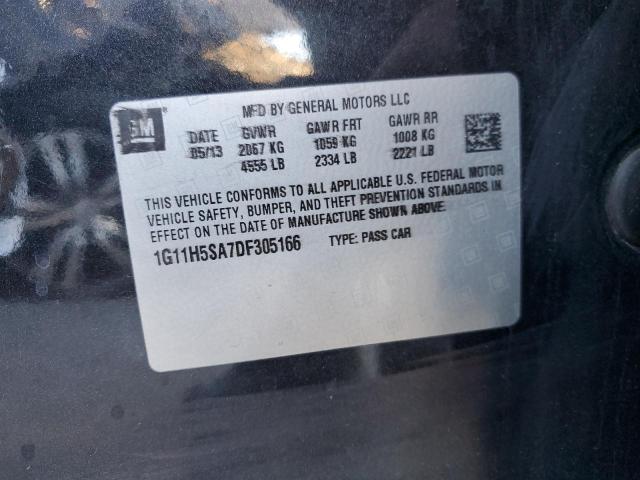 MFD BY GENERAL MOTORS LLC
GM
DATE GVWR GAWR FRT GAWR RR
05/13 2067 KG 1059 KG 1008 KG
4555 LB 2334 LB 2221 LB
THIS VEHICLE CONFORMS TO ALL APPLICABLE U.S. FEDERAL MOTOR
VEHICLE SAFETY, BUMPER, AND THEFT PREVENTION STANDARDS IN
EFFECT ON THE DATE OF MANUFACTURE SHOWN ABOVE.
1G11H5SA7DF305166 TYPE: PASS CAR